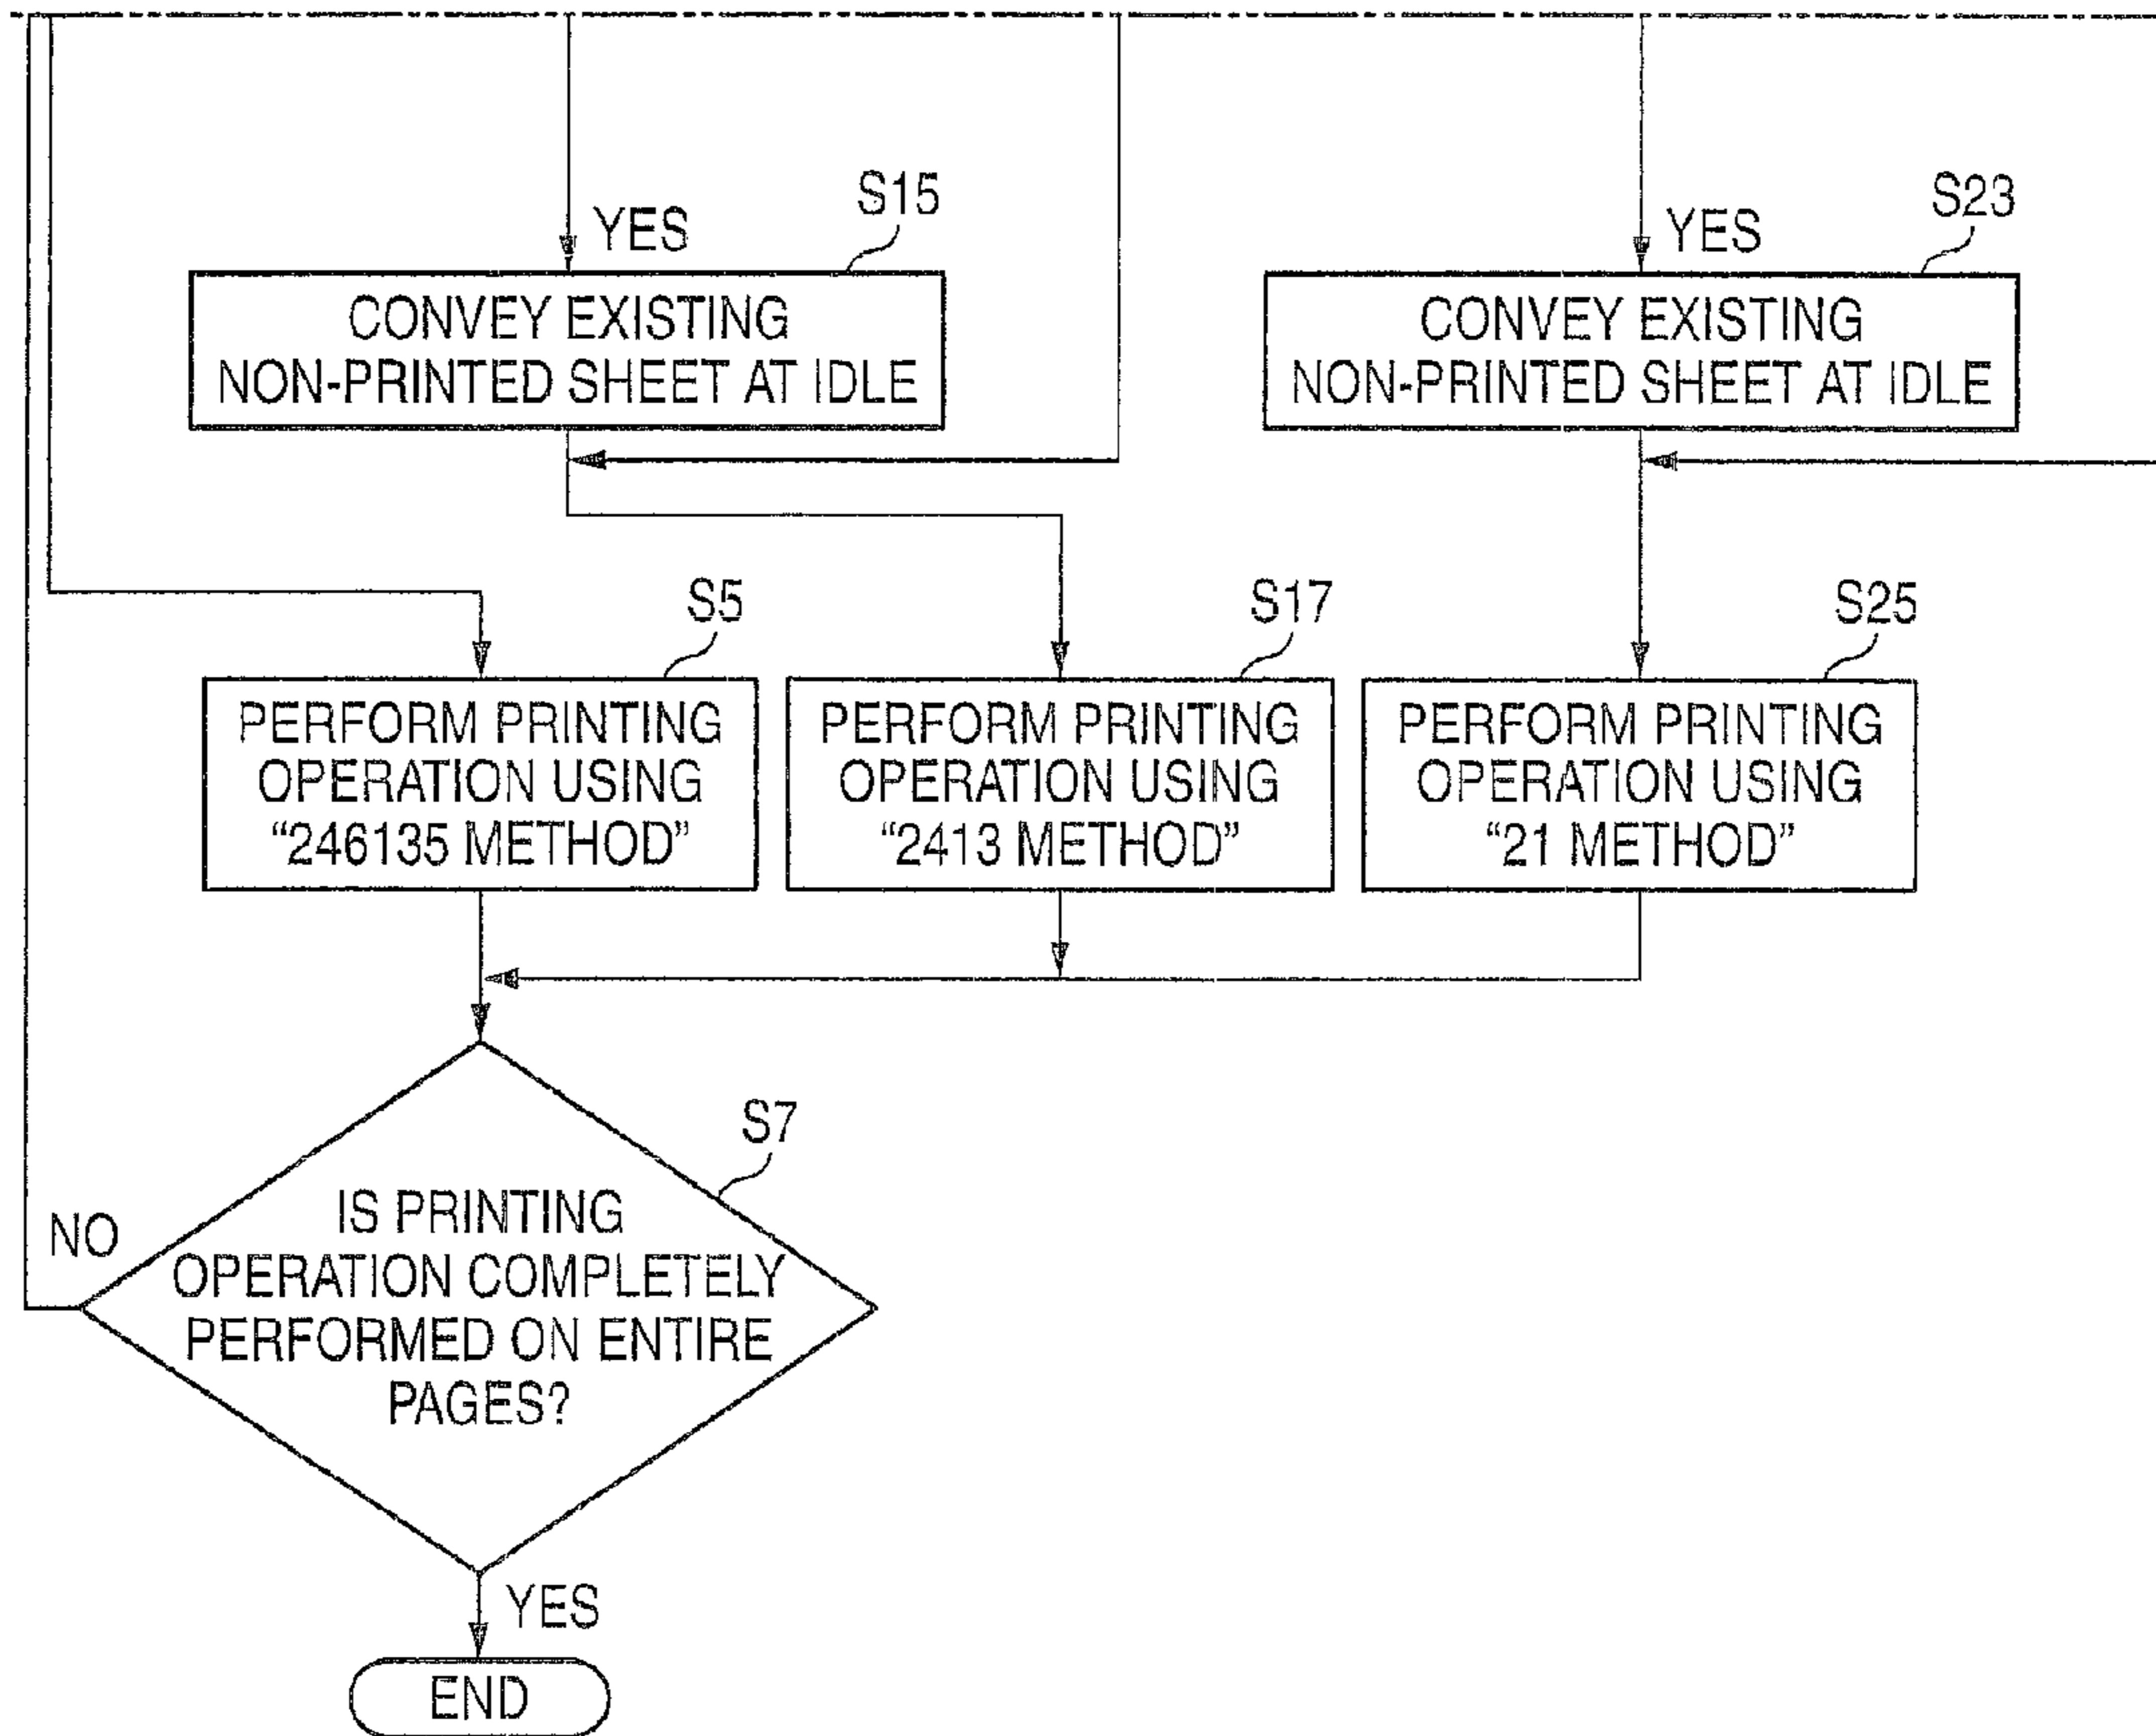 S15
YES
CONVEY EXISTING
NON-PRINTED SHEET AT IDLE
S23
YES
CONVEY EXISTING
NON-PRINTED SHEET AT IDLE
S5
PERFORM PRINTING
OPERATION USING
“246135 METHOD”
S17
PERFORM PRINTING
OPERATION USING
“2413 METHOD”
S25
PERFORM PRINTING
OPERATION USING
“21 METHOD”
S7
NO
IS PRINTING
OPERATION COMPLETELY
PERFORMED ON ENTIRE
PAGES?
YES
END